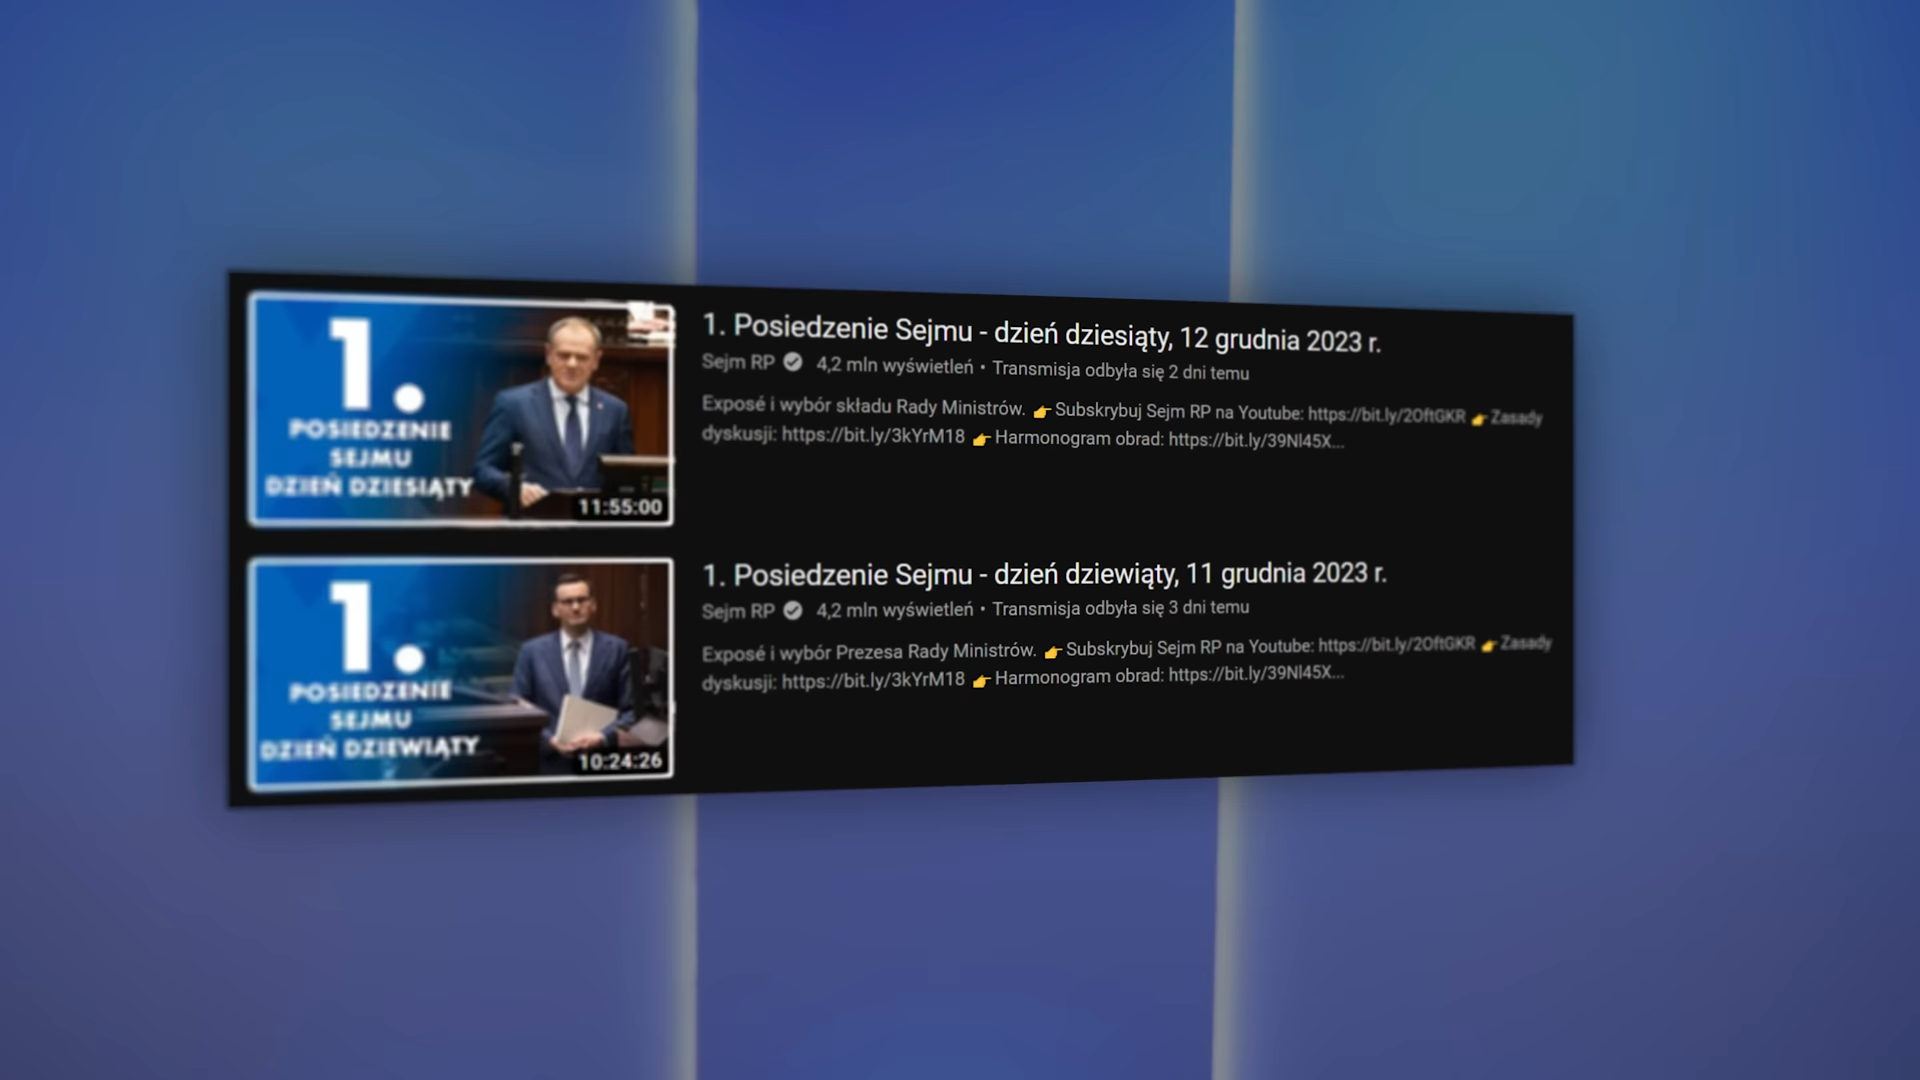 1.
POSIEDZENIE
SEJMU
DZIEŃ DZIESIĄTY
11:55:00
1. Posiedzenie Sejmu - dzień dziesiąty, 12 grudnia 2023 r.
Sejm RP 4,2 mln wyświetleń • Transmisja odbyła się 2 dni temu
Exposé i wybór składu Rady Ministrów. 👉 Subskrybuj Sejm RP na Youtube: https://bit.ly/2OftGKR 👉 Zasady
dyskusji: https://bit.ly/3kYrM18 👉 Harmonogram obrad: https://bit.ly/39Nl45X...
1.
POSIEDZENIE
SEJMU
DZIEŃ DZIEWIĄTY
10:24:26
1. Posiedzenie Sejmu - dzień dziewiąty, 11 grudnia 2023 r.
Sejm RP 4,2 mln wyświetleń • Transmisja odbyła się 3 dni temu
Exposé i wybór Prezesa Rady Ministrów. 👉 Subskrybuj Sejm RP na Youtube: https://bit.ly/2OftGKR 👉 Zasady
dyskusji: https://bit.ly/3kYrM18 👉 Harmonogram obrad: https://bit.ly/39Nl45X...